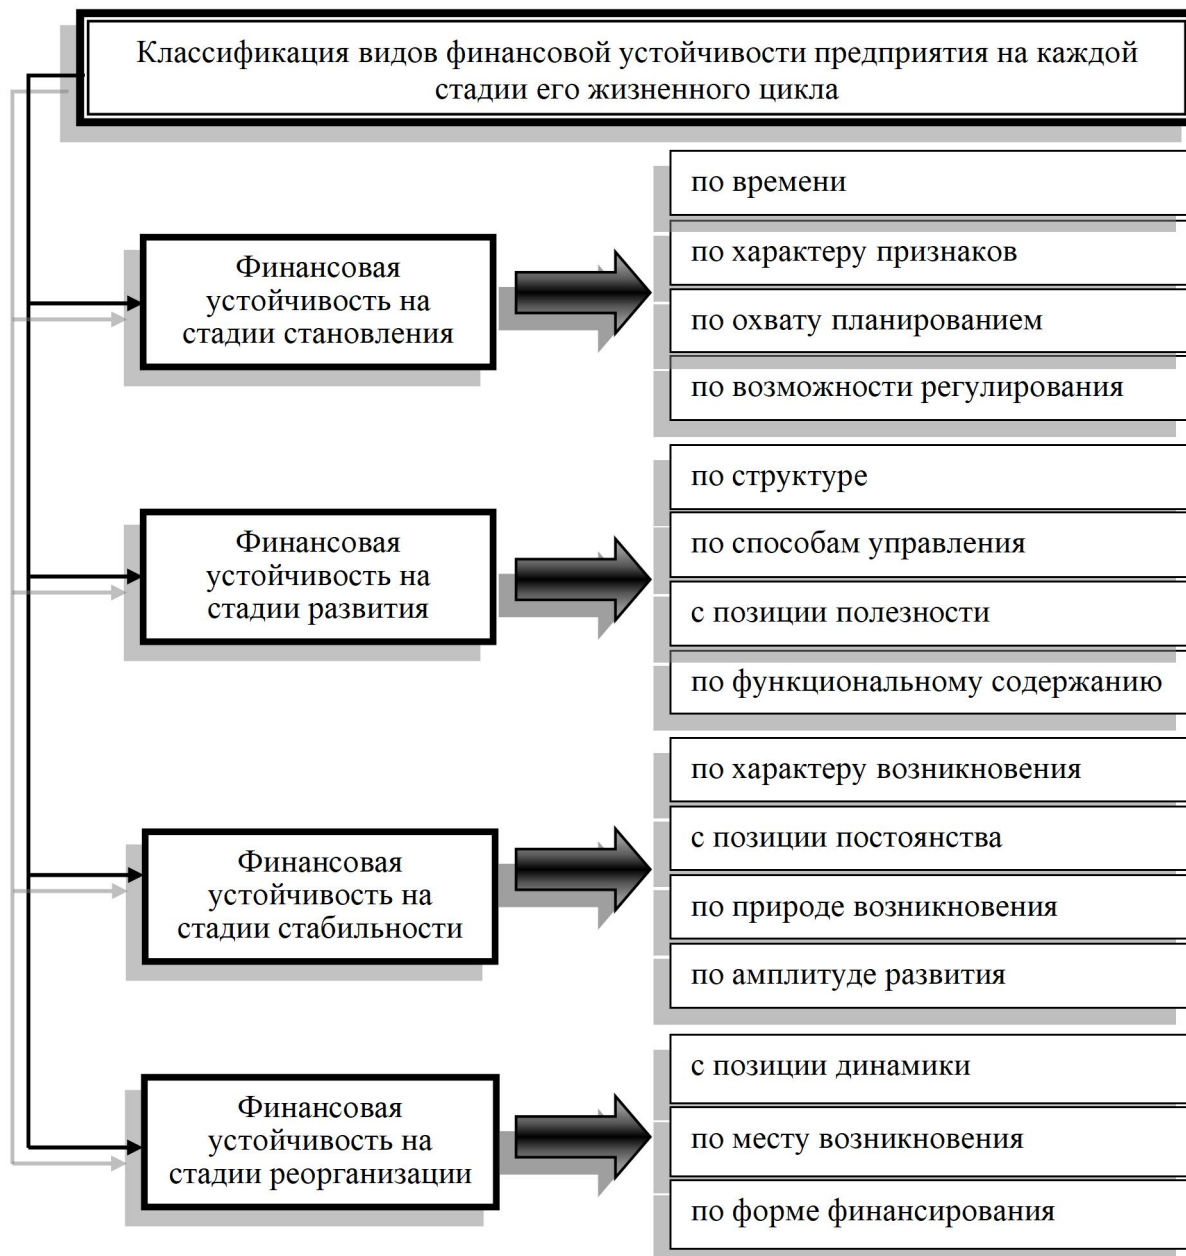 Классификация видов финансовой устойчивости предприятия на каждой
стадии его жизненного цикла
Финансовая
устойчивость на
стадии становления
по времени
по характеру признаков
по охвату планированием
по возможности регулирования
Финансовая
устойчивость на
стадии развития
по структуре
по способам управления
с позиции полезности
по функциональному содержанию
Финансовая
устойчивость на
стадии стабильности
по характеру возникновения
с позиции постоянства
по природе возникновения
по амплитуде развития
Финансовая
устойчивость на
стадии реорганизации
с позиции динамики
по месту возникновения
по форме финансирования